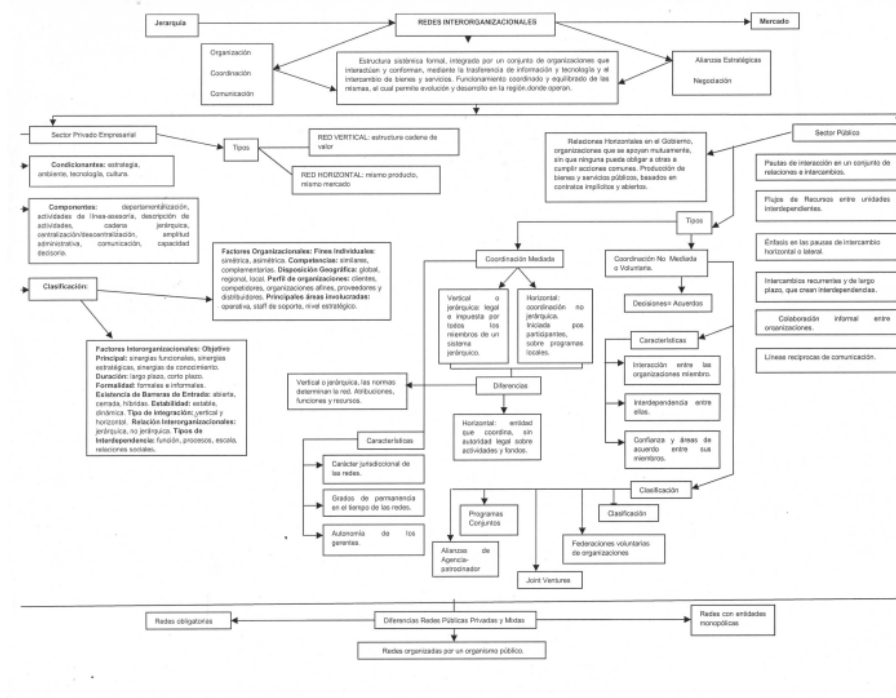 Jerarquía
REDES INTERORGANIZACIONALES
Mercado
Organización
Coordinación
Comunicación
Estructura sistémica formal, integrada por un conjunto de organizaciones que
interactúan y conforman, mediante la trasferencia de información y tecnología y el
intercambio de bienes y servicios. Funcionamiento coordinado y equilibrado de las
mismas, el cual permite evolución y desarrollo en la región donde operan.
Alianzas Estratégicas
Negociación
Sector Privado Empresarial
Tipos
RED VERTICAL: estructura cadena de
valor
RED HORIZONTAL: mismo producto,
mismo mercado
Condicionantes: estrategia,
ambiente, tecnología, cultura.
Componentes: departamentalización,
actividades de línea-asesoría, descripción de
actividades, cadena jerárquica,
centralización/descentralización, amplitud
administrativa, comunicación, capacidad
decisoria.
Clasificación:
Factores Organizacionales: Fines Individuales:
simétrica, asimétrica. Competencias: similares,
complementarias. Disposición Geográfica: global,
regional, local. Perfil de organizaciones: clientes,
competidores, organizaciones afines, proveedores y
distribuidores. Principales áreas involucradas:
operativa, staff de soporte, nivel estratégico.
Factores Interorganizacionales: Objetivo
Principal: sinergias funcionales, sinergias
estratégicas, sinergias de conocimiento.
Duración: largo plazo, corto plazo.
Formalidad: formales e informales.
Existencia de Barreras de Entrada: abierta,
cerrada, híbridas. Estabilidad: estable,
dinámica. Tipo de integración: vertical y
horizontal. Relación Interorganizacionales:
jerárquica, no jerárquica. Tipos de
Interdependencia: función, procesos, escala,
relaciones sociales.
Sector Público
Relaciones Horizontales en el Gobierno,
organizaciones que se apoyan mutuamente,
sin que ninguna pueda obligar a otras a
cumplir acciones comunes. Producción de
bienes y servicios públicos, basados en
contratos implícitos y abiertos.
Pautas de interacción en un conjunto de
relaciones e intercambios.
Flujos de Recursos entre unidades
interdependientes.
Énfasis en las pausas de intercambio
horizontal o lateral.
Intercambios recurrentes y de largo
plazo, que crean interdependencias.
Colaboración informal entre
organizaciones.
Líneas recíprocas de comunicación.
Tipos
Coordinación Mediada
Coordinación No Mediada
o Voluntaria.
Vertical o
jerárquica: legal
e impuesta por
todos los
miembros de un
sistema
jerárquico.
Horizontal:
coordinación no
jerárquica.
Iniciada pos
participantes,
sobre programas
locales.
Decisiones= Acuerdos
Características
Interacción entre las
organizaciones miembro.
Interdependencia entre
ellas.
Confianza y áreas de
acuerdo entre sus
miembros.
Diferencias
Vertical o jerárquica, las normas
determinan la red. Atribuciones,
funciones y recursos.
Horizontal: entidad
que coordina, sin
autoridad legal sobre
actividades y fondos.
Características
Carácter jurisdiccional de
las redes.
Grados de permanencia
en el tiempo de las redes.
Autonomía de los
gerentes.
Clasificación
Programas
Conjuntos
Clasificación
Alianzas de
Agencia-
patrocinador
Federaciones voluntarias
de organizaciones
Joint Ventures
Redes obligatorias
Diferencias Redes Públicas Privadas y Mixtas
Redes con entidades
monopólicas
Redes organizadas por un organismo público.